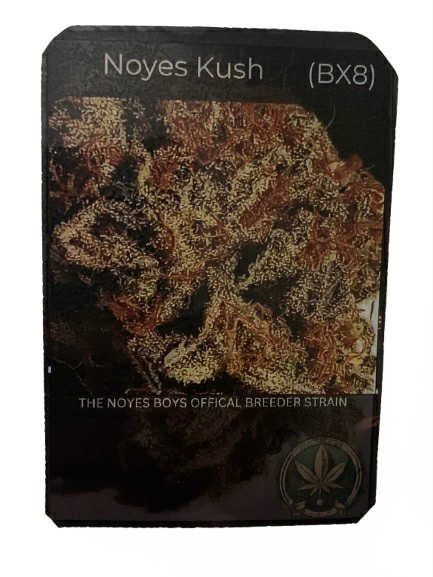 Noyes Kush (BX8)
THE NOYES BOYS OFFICAL BREEDER STRAIN